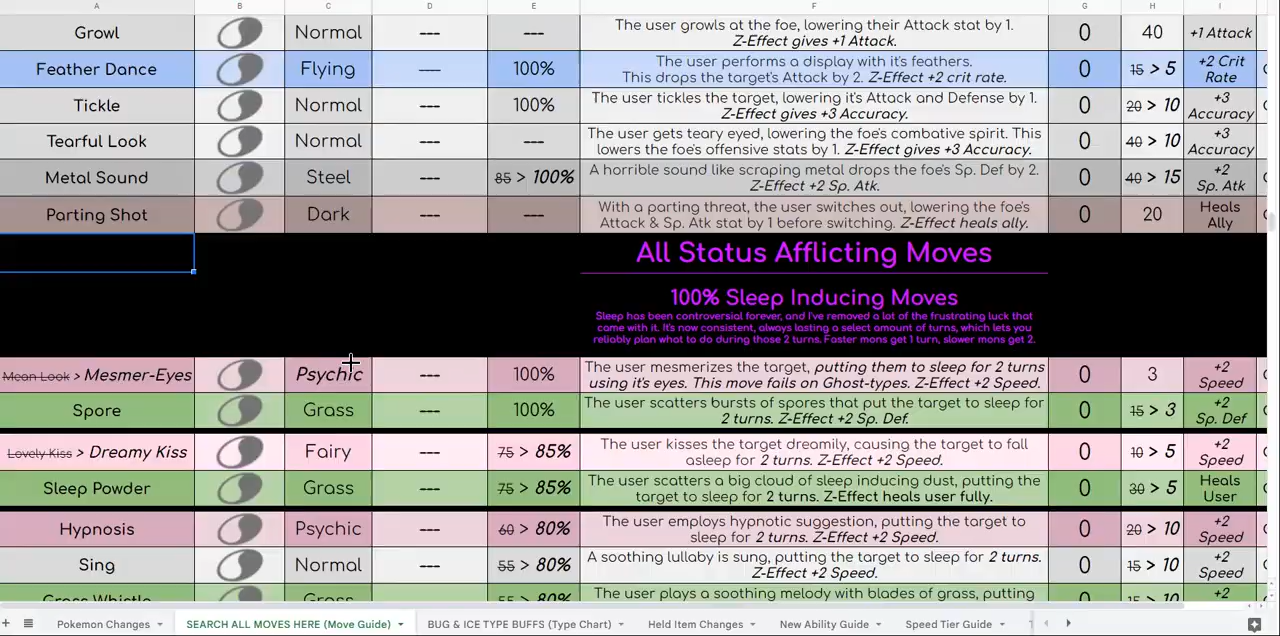 A B C D E F G H I
Growl Normal --- --- The user growls at the foe, lowering their Attack stat by 1. 0 40 +1 Attack
Z-Effect gives +1 Attack.
Feather Dance Flying --- 100% The user performs a display with it's feathers. 0 15 > 5 +2 Crit
This drops the target's Attack by 2. Z-Effect +2 crit rate. Rate
Tickle Normal --- 100% The user tickles the target, lowering it's Attack and Defense by 1. 0 20 > 10 +3
Z-Effect gives +3 Accuracy. Accuracy
Tearful Look Normal --- --- The user gets teary eyed, lowering the foe's combative spirit. This 0 40 > 10 +3
lowers the foe's offensive stats by 1. Z-Effect gives +3 Accuracy. Accuracy
Metal Sound Steel --- 85 > 100% A horrible sound like scraping metal drops the foe's Sp. Def by 2. 0 40 > 15 +2
Z-Effect +2 Sp. Atk. Sp. Atk
Parting Shot Dark --- --- With a parting threat, the user switches out, lowering the foe's 0 20 Heals
Attack & Sp. Atk stat by 1 before switching. Z-Effect heals ally. Ally
All Status Afflicting Moves
100% Sleep Inducing Moves
Sleep has been controversial forever, and I've removed a lot of the frustrating luck that
came with it. It's now consistent, always lasting a select amount of turns, which lets you
reliably plan what to do during those 2 turns. Faster mons get 1 turn, slower mons get 2.
Mean Look > Mesmer-Eyes Psychic --- 100% The user mesmerizes the target, putting them to sleep for 2 turns 0 3 +2
using it's eyes. This move fails on Ghost-types. Z-Effect +2 Speed. Speed
Spore Grass --- 100% The user scatters bursts of spores that put the target to sleep for 0 15 > 3 +2
2 turns. Z-Effect +2 Sp. Def. Sp. Def
Lovely Kiss > Dreamy Kiss Fairy --- 75 > 85% The user kisses the target dreamily, causing the target to fall 0 10 > 5 +2
asleep for 2 turns. Z-Effect +2 Speed. Speed
Sleep Powder Grass --- 75 > 85% The user scatters a big cloud of sleep inducing dust, putting the 0 30 > 5 Heals
target to sleep for 2 turns. Z-Effect heals user fully. User
Hypnosis Psychic --- 60 > 80% The user employs hypnotic suggestion, putting the target to 0 20 > 10 +2
sleep for 2 turns. Z-Effect +2 Speed. Speed
Sing Normal --- 55 > 80% A soothing lullaby is sung, putting the target to sleep for 2 turns. 0 15 > 10 +2
Z-Effect +2 Speed. Speed
Grass Whistle Grass --- 55 > 80% The user plays a soothing melody with blades of grass, putting 0 15 > 10 +2
Pokemon Changes SEARCH ALL MOVES HERE (Move Guide) BUG & ICE TYPE BUFFS (Type Chart) Held Item Changes New Ability Guide Speed Tier Guide